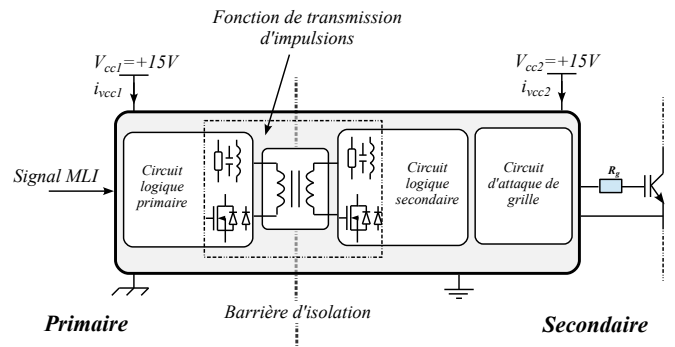 Fonction de transmission
d'impulsions
Vcc1=+15V
ivcc1
Vcc2=+15V
ivcc2
Signal MLI
Circuit
logique
primaire
Circuit
logique
secondaire
Circuit
d'attaque de
grille
Rg
Barrière d'isolation
Primaire
Secondaire